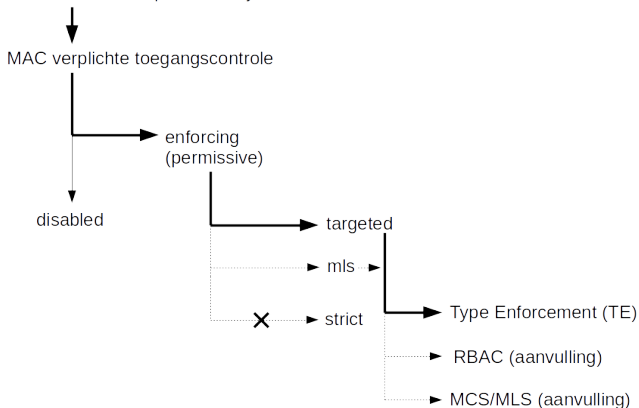 MAC verplichte toegangscontrole
enforcing
(permissive)
disabled
targeted
mls
strict
Type Enforcement (TE)
RBAC (aanvulling)
MCS/MLS (aanvulling)